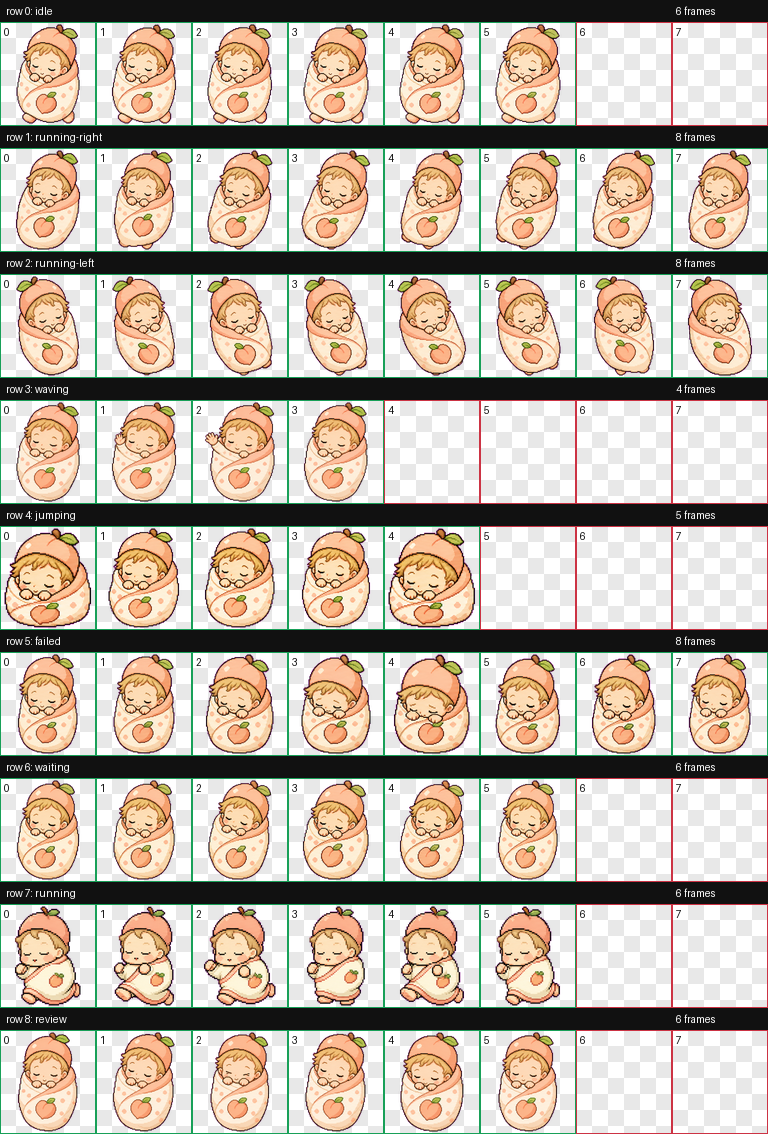 row 0: idle 6 frames
0 1 2 3 4 5 6 7
row 1: running-right 8 frames
0 1 2 3 4 5 6 7
row 2: running-left 8 frames
0 1 2 3 4 5 6 7
row 3: waving 4 frames
0 1 2 3 4 5 6 7
row 4: jumping 5 frames
0 1 2 3 4 5 6 7
row 5: failed 8 frames
0 1 2 3 4 5 6 7
row 6: waiting 6 frames
0 1 2 3 4 5 6 7
row 7: running 6 frames
0 1 2 3 4 5 6 7
row 8: review 6 frames
0 1 2 3 4 5 6 7